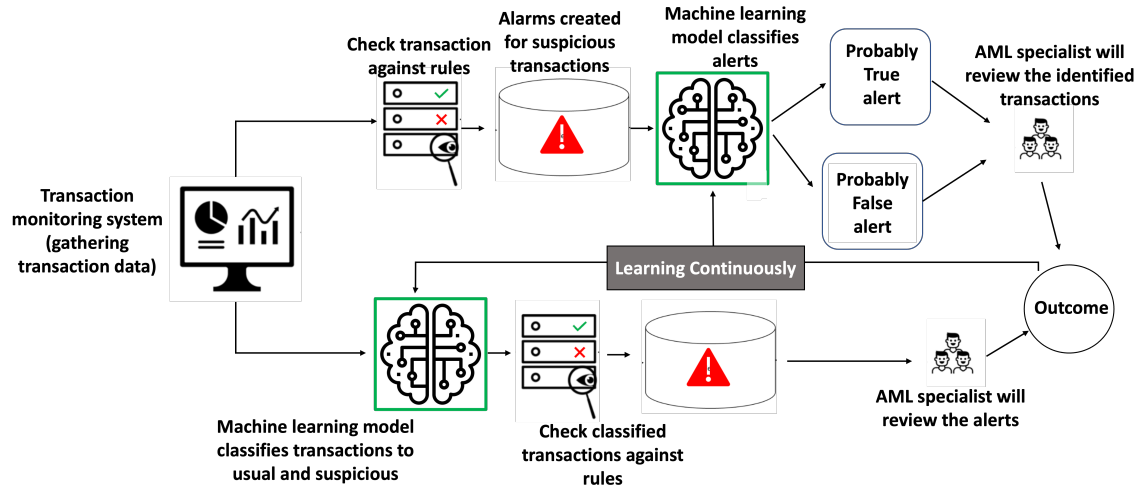 Check transaction
against rules
Alarms created
for suspicious
transactions
Machine learning
model classifies
alerts
Probably
True
alert
AML specialist will
review the identified
transactions
Probably
False
alert
Transaction
monitoring system
(gathering
transaction data)
Learning Continuously
Outcome
Machine learning model
classifies transactions to
usual and suspicious
Check classified
transactions against
rules
AML specialist will
review the alerts